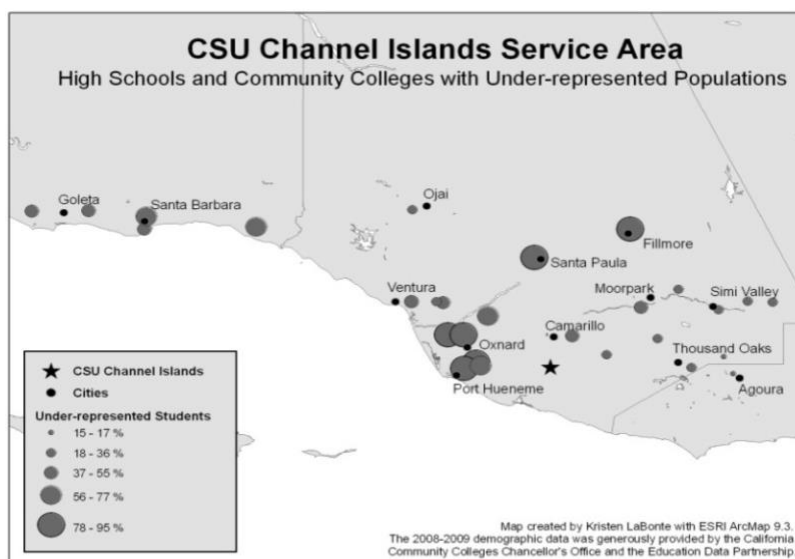 CSU Channel Islands Service Area
High Schools and Community Colleges with Under-represented Populations
Goleta
Santa Barbara
Ojai
Fillmore
Santa Paula
Ventura
Moorpark
Simi Valley
Camarillo
Oxnard
Thousand Oaks
Port Hueneme
Agoura
CSU Channel Islands
Cities
Under-represented Students
15 - 17 %
18 - 36 %
37 - 55 %
56 - 77 %
78 - 95 %
Map created by Kristen LaBonte with ESRI ArcMap 9.3.
The 2008-2009 demographic data was generously provided by the California
Community Colleges Chancellor's Office and the Education Data Partnership